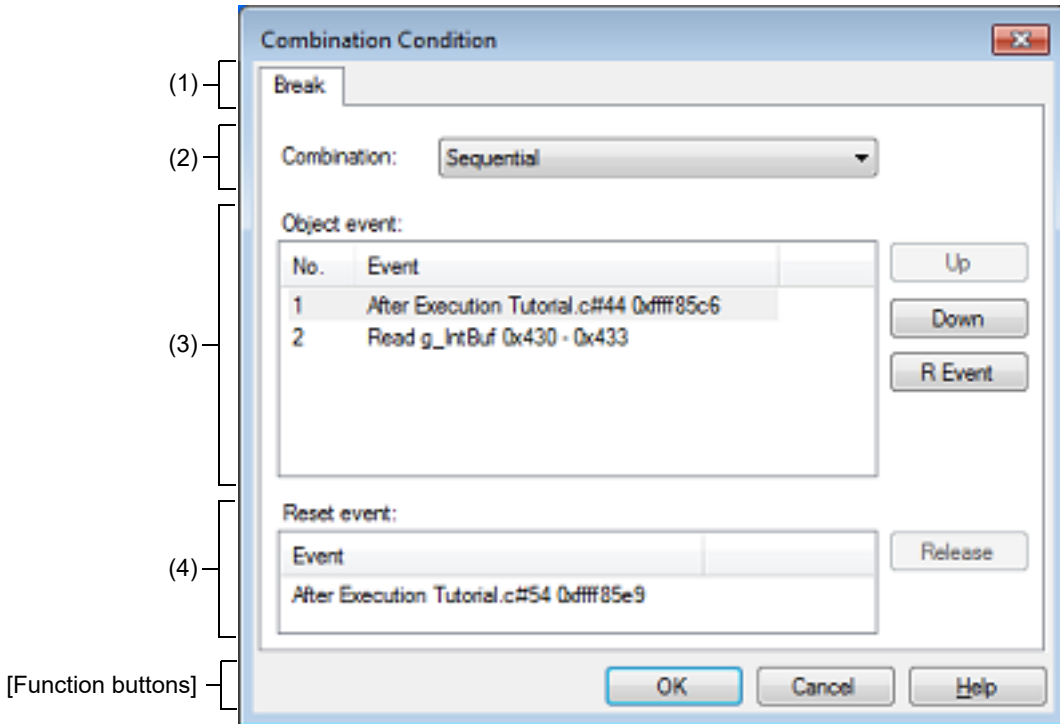 Combination Condition
(1)
Break
(2)
Combination: Sequential
(3)
Object event:
No. Event
1 After Execution Tutorial.c#44 0xffff85c6
2 Read g_IntBuf 0x430 - 0x433
Up
Down
R Event
(4)
Reset event:
Event
After Execution Tutorial.c#54 0xffff85e9
Release
[Function buttons]
OK Cancel Help